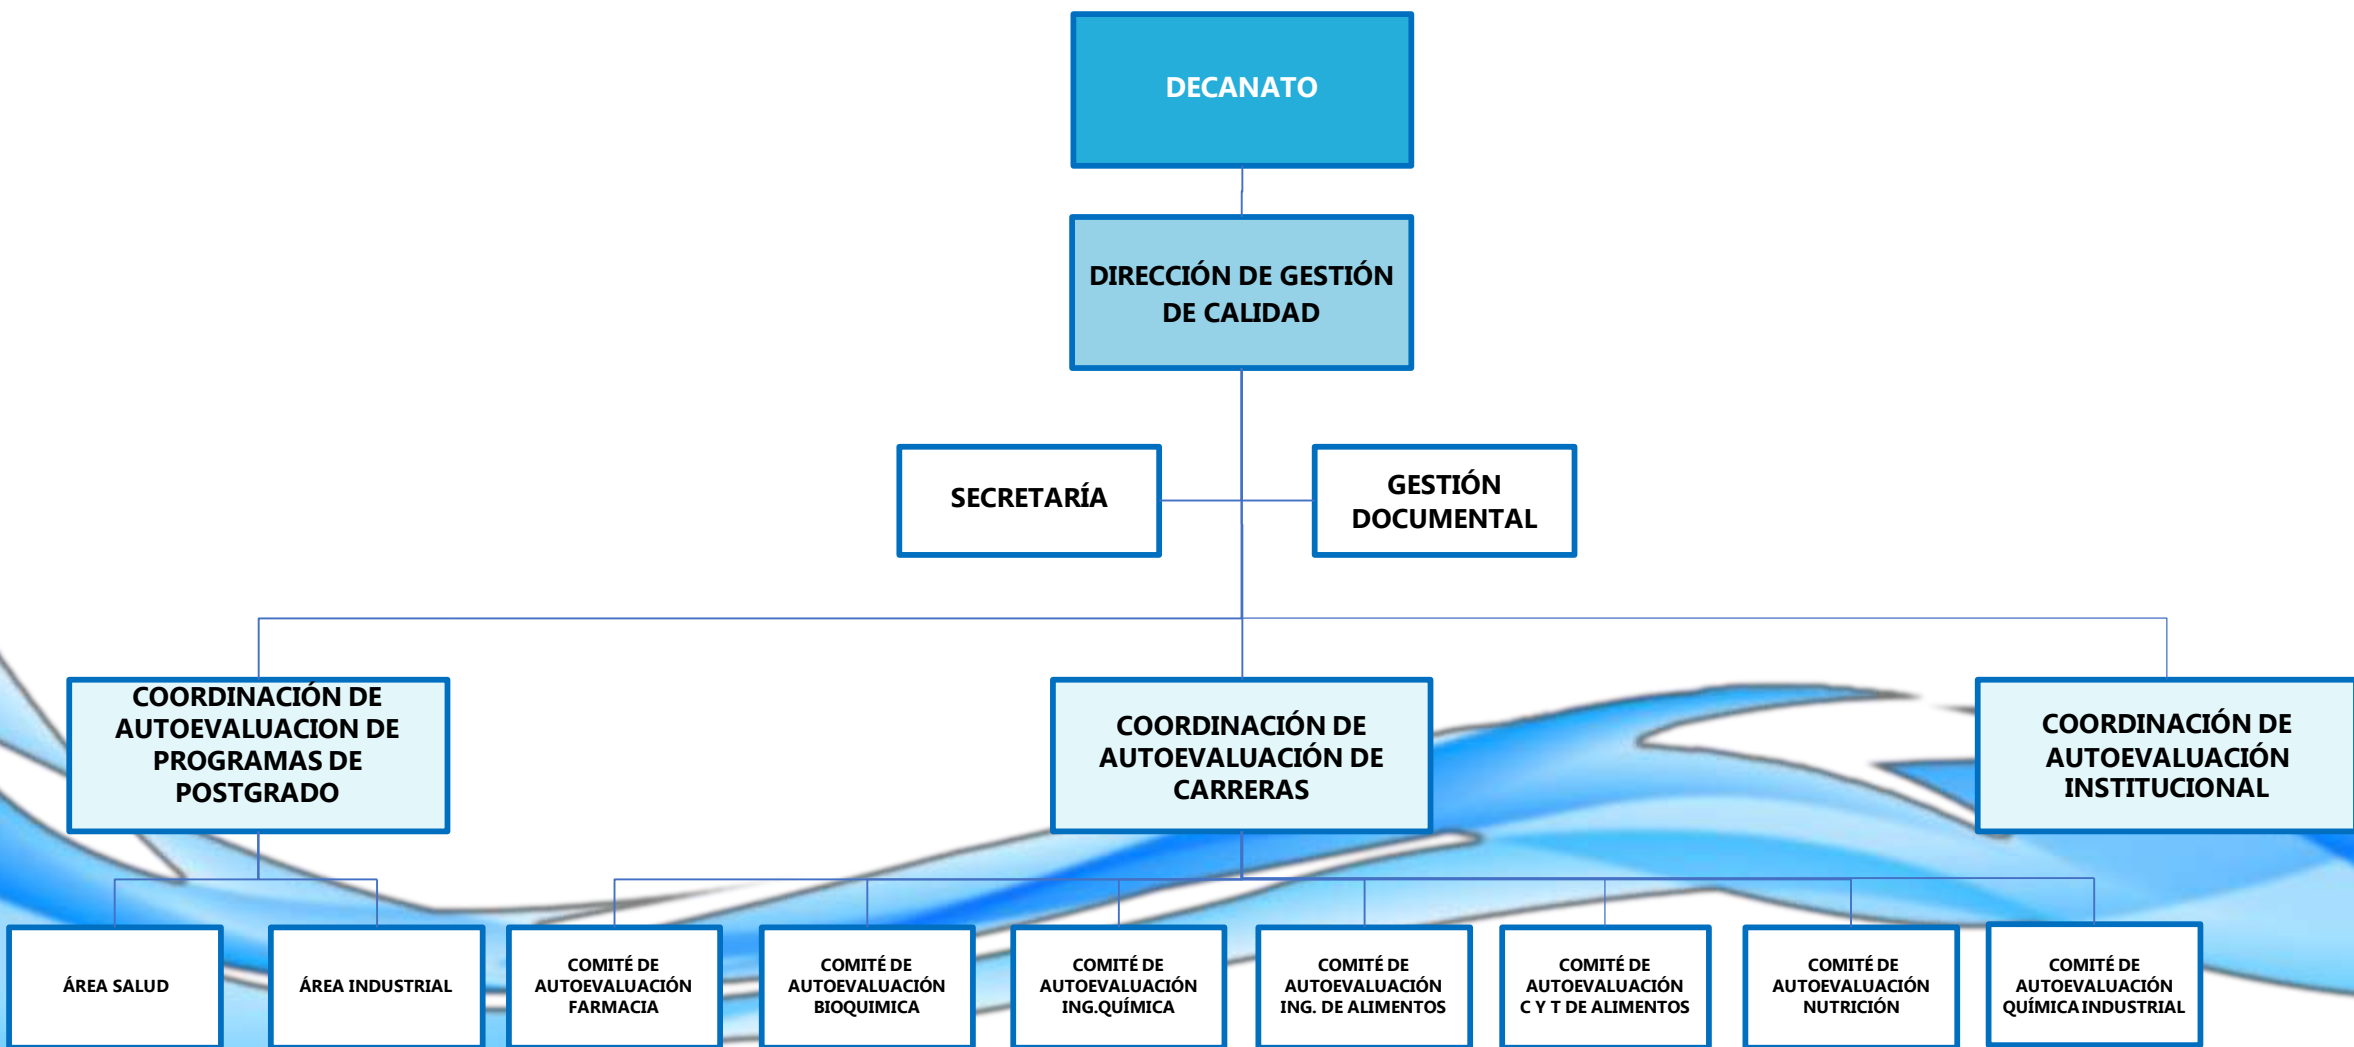 DECANATO
DIRECCIÓN DE GESTIÓN
DE CALIDAD
SECRETARÍA
GESTIÓN
DOCUMENTAL
COORDINACIÓN DE
AUTOEVALUACION DE
PROGRAMAS DE
POSTGRADO
COORDINACIÓN DE
AUTOEVALUACIÓN DE
CARRERAS
COORDINACIÓN DE
AUTOEVALUACIÓN
INSTITUCIONAL
ÁREA SALUD
ÁREA INDUSTRIAL
COMITÉ DE
AUTOEVALUACIÓN
FARMACIA
COMITÉ DE
AUTOEVALUACIÓN
BIOQUIMICA
COMITÉ DE
AUTOEVALUACIÓN
ING.QUÍMICA
COMITÉ DE
AUTOEVALUACIÓN
ING. DE ALIMENTOS
COMITÉ DE
AUTOEVALUACIÓN
C Y T DE ALIMENTOS
COMITÉ DE
AUTOEVALUACIÓN
NUTRICIÓN
COMITÉ DE
AUTOEVALUACIÓN
QUÍMICA INDUSTRIAL